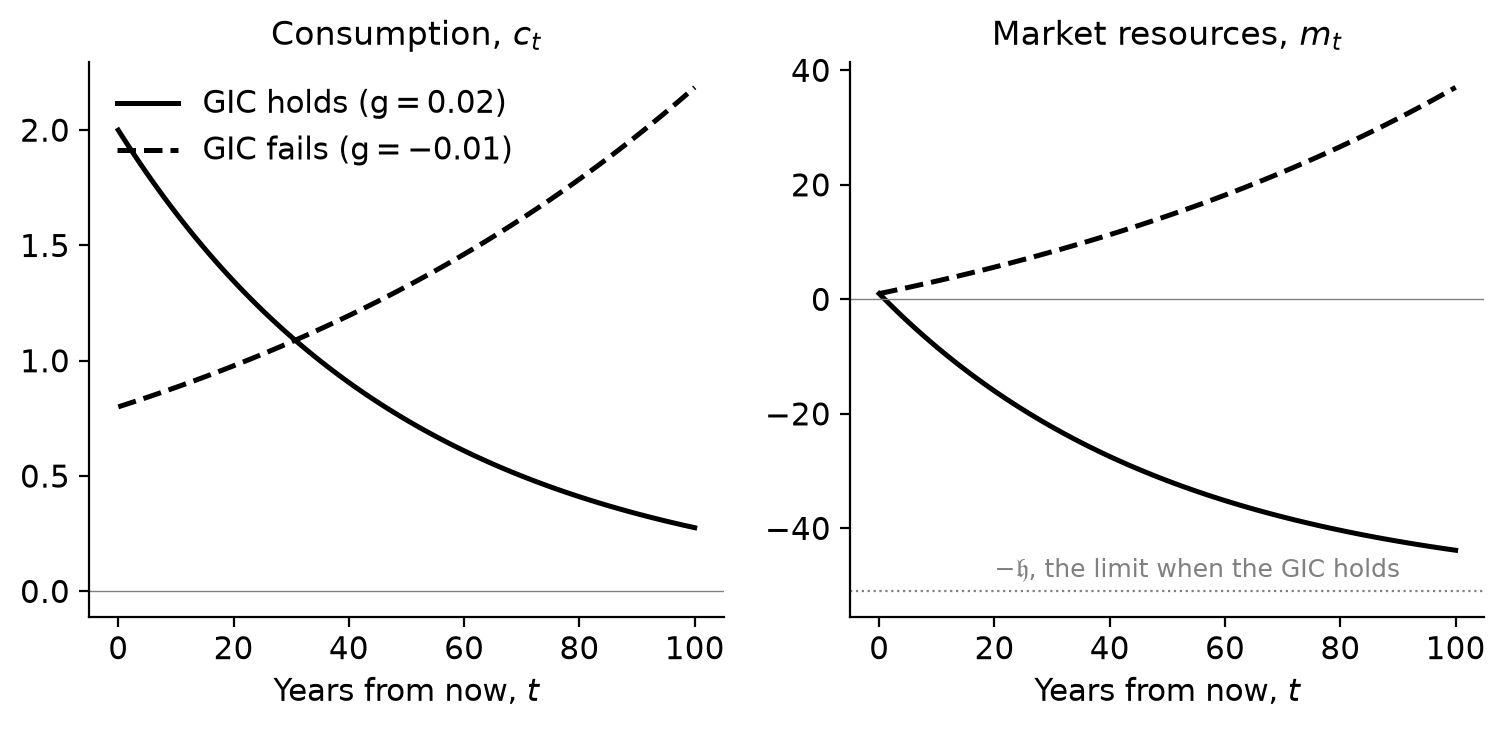 Consumption, cₜ
GIC holds (g = 0.02)
GIC fails (g = −0.01)
2.0
1.5
1.0
0.5
0.0
0 20 40 60 80 100
Years from now, t
Market resources, mₜ
40
20
0
−20
−40
−𝔥, the limit when the GIC holds
0 20 40 60 80 100
Years from now, t